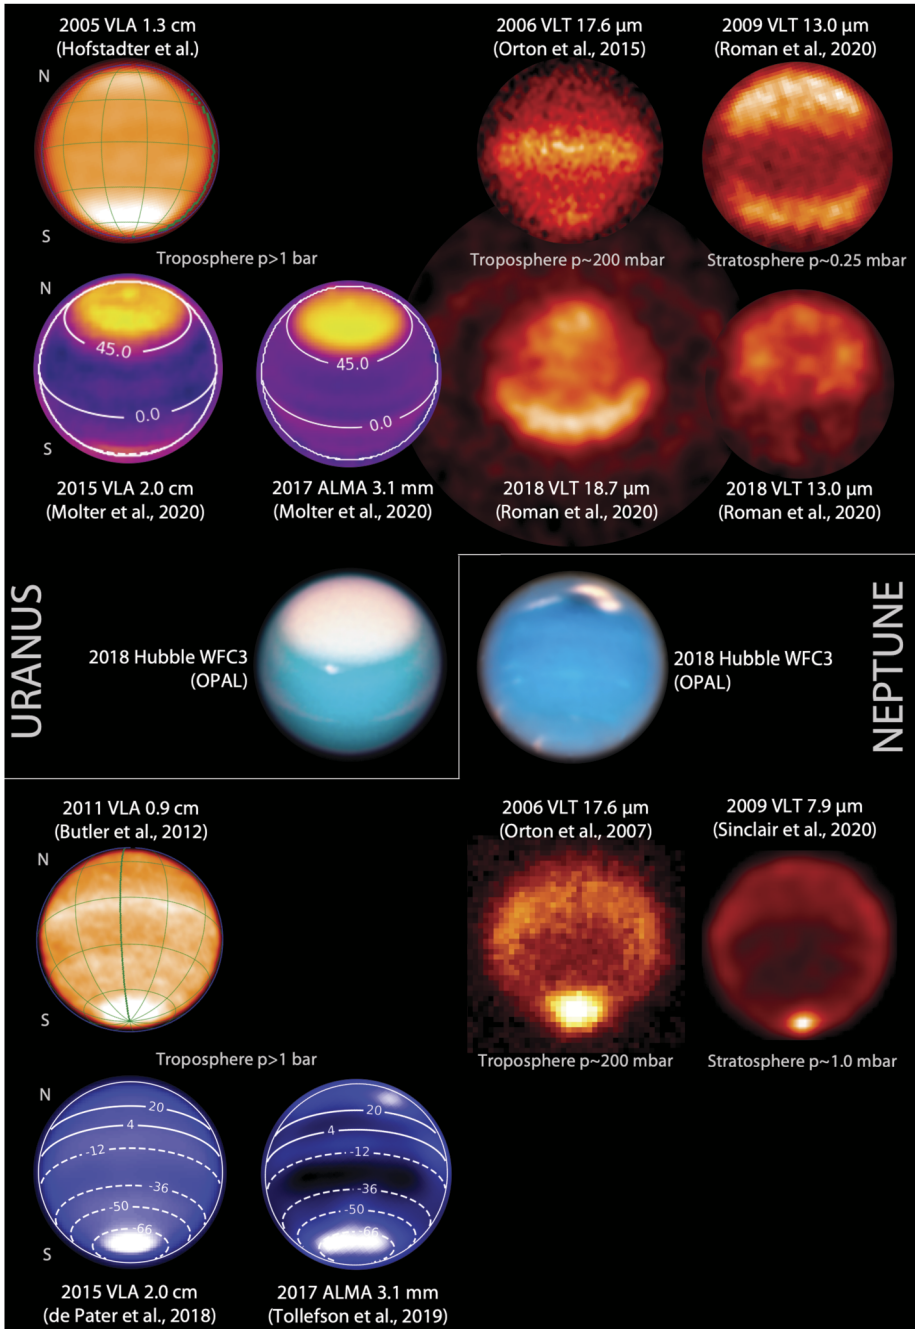 2005 VLA 1.3 cm
(Hofstadter et al.)
2006 VLT 17.6 µm
(Orton et al., 2015)
2009 VLT 13.0 µm
(Roman et al., 2020)
N
S
Troposphere p>1 bar
Troposphere p~200 mbar
Stratosphere p~0.25 mbar
N
45.0
0.0
S
45.0
0.0
2015 VLA 2.0 cm
(Molter et al., 2020)
2017 ALMA 3.1 mm
(Molter et al., 2020)
2018 VLT 18.7 µm
(Roman et al., 2020)
2018 VLT 13.0 µm
(Roman et al., 2020)
URANUS
2018 Hubble WFC3
(OPAL)
2018 Hubble WFC3
(OPAL)
NEPTUNE
2011 VLA 0.9 cm
(Butler et al., 2012)
2006 VLT 17.6 µm
(Orton et al., 2007)
2009 VLT 7.9 µm
(Sinclair et al., 2020)
N
S
Troposphere p>1 bar
Troposphere p~200 mbar
Stratosphere p~1.0 mbar
N
20
4
-12
-36
-50
-66
S
20
4
-12
-36
-50
-66
2015 VLA 2.0 cm
(de Pater et al., 2018)
2017 ALMA 3.1 mm
(Tollefson et al., 2019)